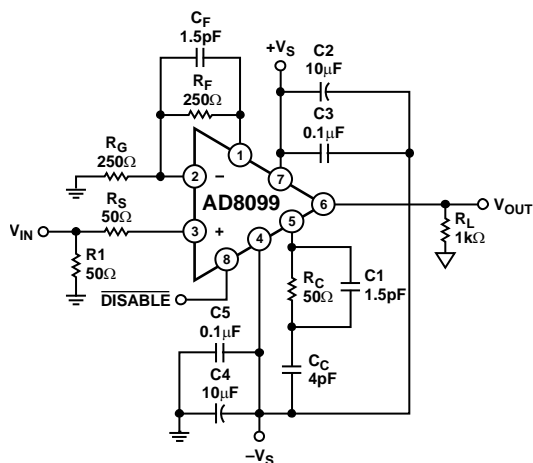 CF
1.5pF
RF
250Ω
RG
250Ω
RS
50Ω
VIN
R1
50Ω
DISABLE
+VS
C2
10μF
C3
0.1μF
AD8099
1
2
–
3
+
4
5
6
7
8
VOUT
RL
1kΩ
RC
50Ω
C1
1.5pF
CC
4pF
C5
0.1μF
C4
10μF
–VS